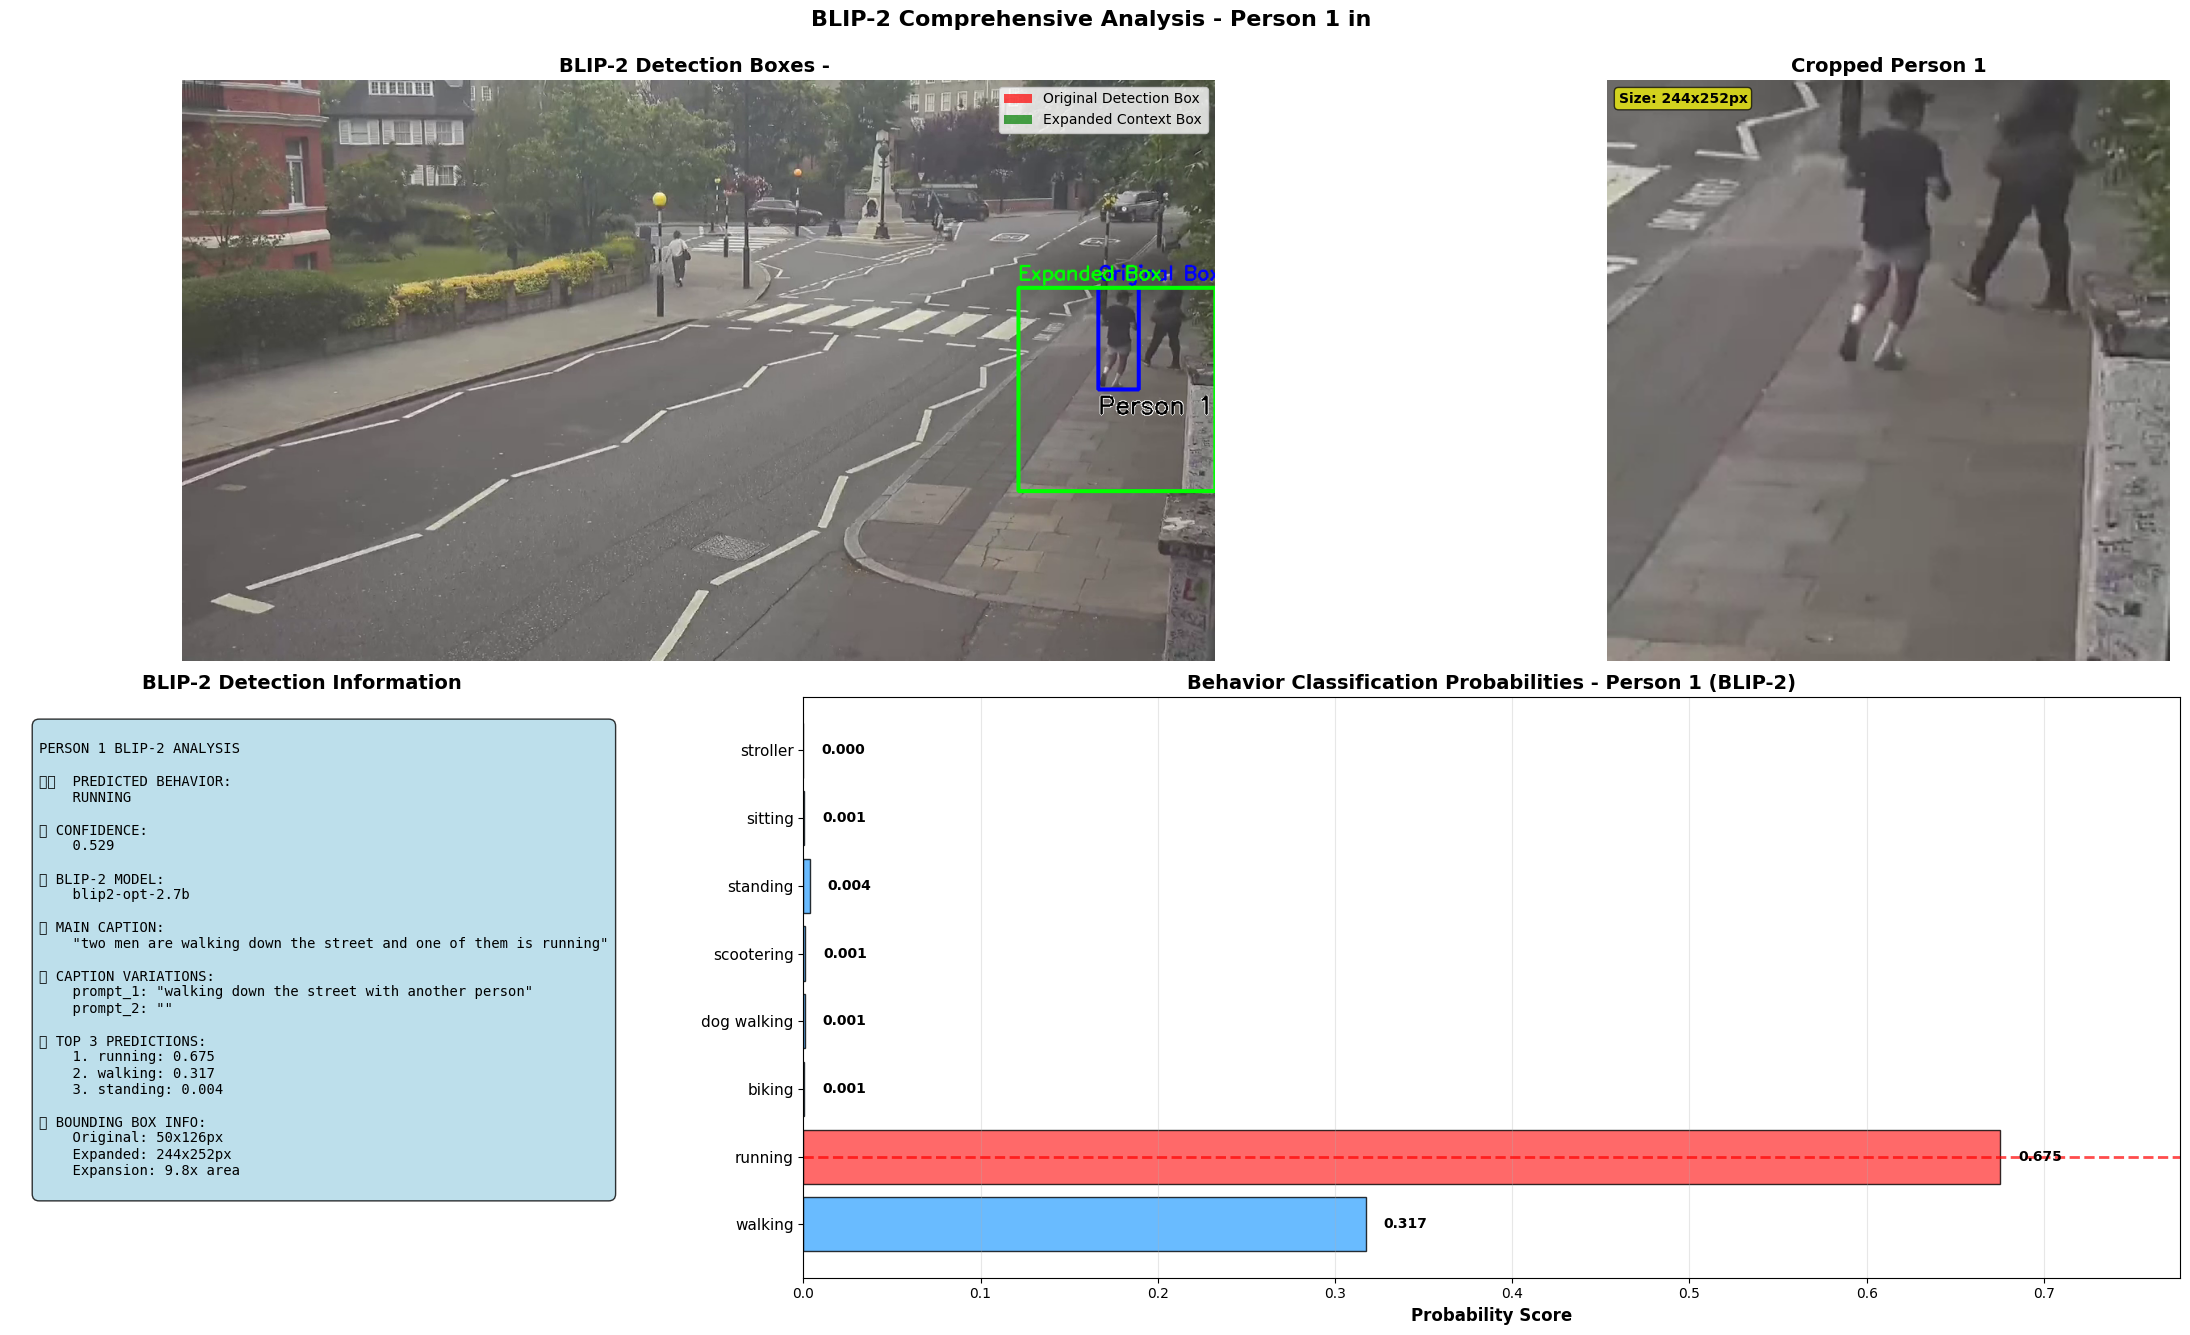 BLIP-2 Comprehensive Analysis - Person 1 in
BLIP-2 Detection Boxes -
Original Detection Box
Expanded Context Box
Expanded Box
Original Box
Person 1
Cropped Person 1
Size: 244x252px
BLIP-2 Detection Information
PERSON 1 BLIP-2 ANALYSIS
PREDICTED BEHAVIOR:
RUNNING
CONFIDENCE:
0.529
BLIP-2 MODEL:
blip2-opt-2.7b
MAIN CAPTION:
"two men are walking down the street and one of them is running"
CAPTION VARIATIONS:
prompt_1: "walking down the street with another person"
prompt_2: ""
TOP 3 PREDICTIONS:
1. running: 0.675
2. walking: 0.317
3. standing: 0.004
BOUNDING BOX INFO:
Original: 50x126px
Expanded: 244x252px
Expansion: 9.8x area
Behavior Classification Probabilities - Person 1 (BLIP-2)
stroller 0.000
sitting 0.001
standing 0.004
scootering 0.001
dog walking 0.001
biking 0.001
running 0.675
walking 0.317
0.0 0.1 0.2 0.3 0.4 0.5 0.6 0.7
Probability Score